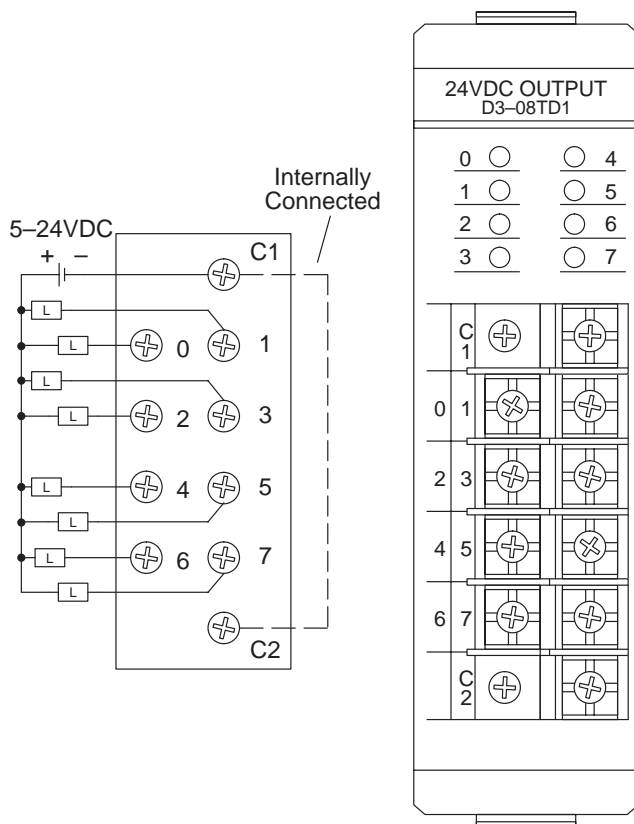 24VDC OUTPUT
D3–08TD1
0 4
1 5
2 6
3 7
Internally
Connected
5–24VDC
+ –
C1
L
L
0 1
L
L
2 3
L
4 5
L
L
6 7
L
C2
C
1
0 1
2 3
4 5
6 7
C
2